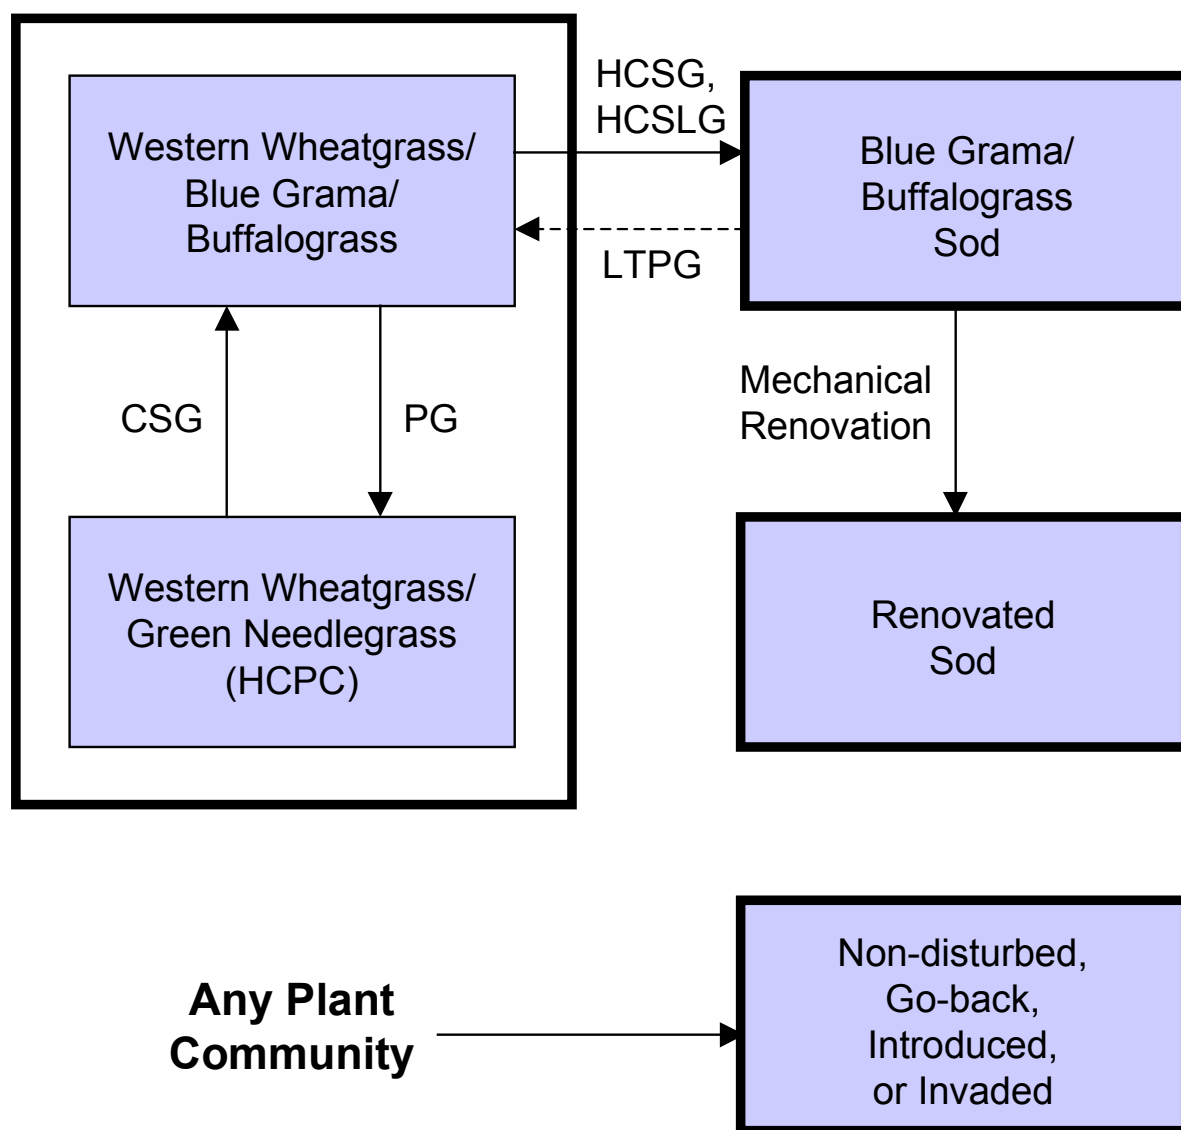 Western Wheatgrass/
Blue Grama/
Buffalograss
HCSG,
HCSLG
LTPG
Blue Grama/
Buffalograss
Sod
CSG
PG
Mechanical
Renovation
Western Wheatgrass/
Green Needlegrass
(HCPC)
Renovated
Sod
Any Plant
Community
Non-disturbed,
Go-back,
Introduced,
or Invaded